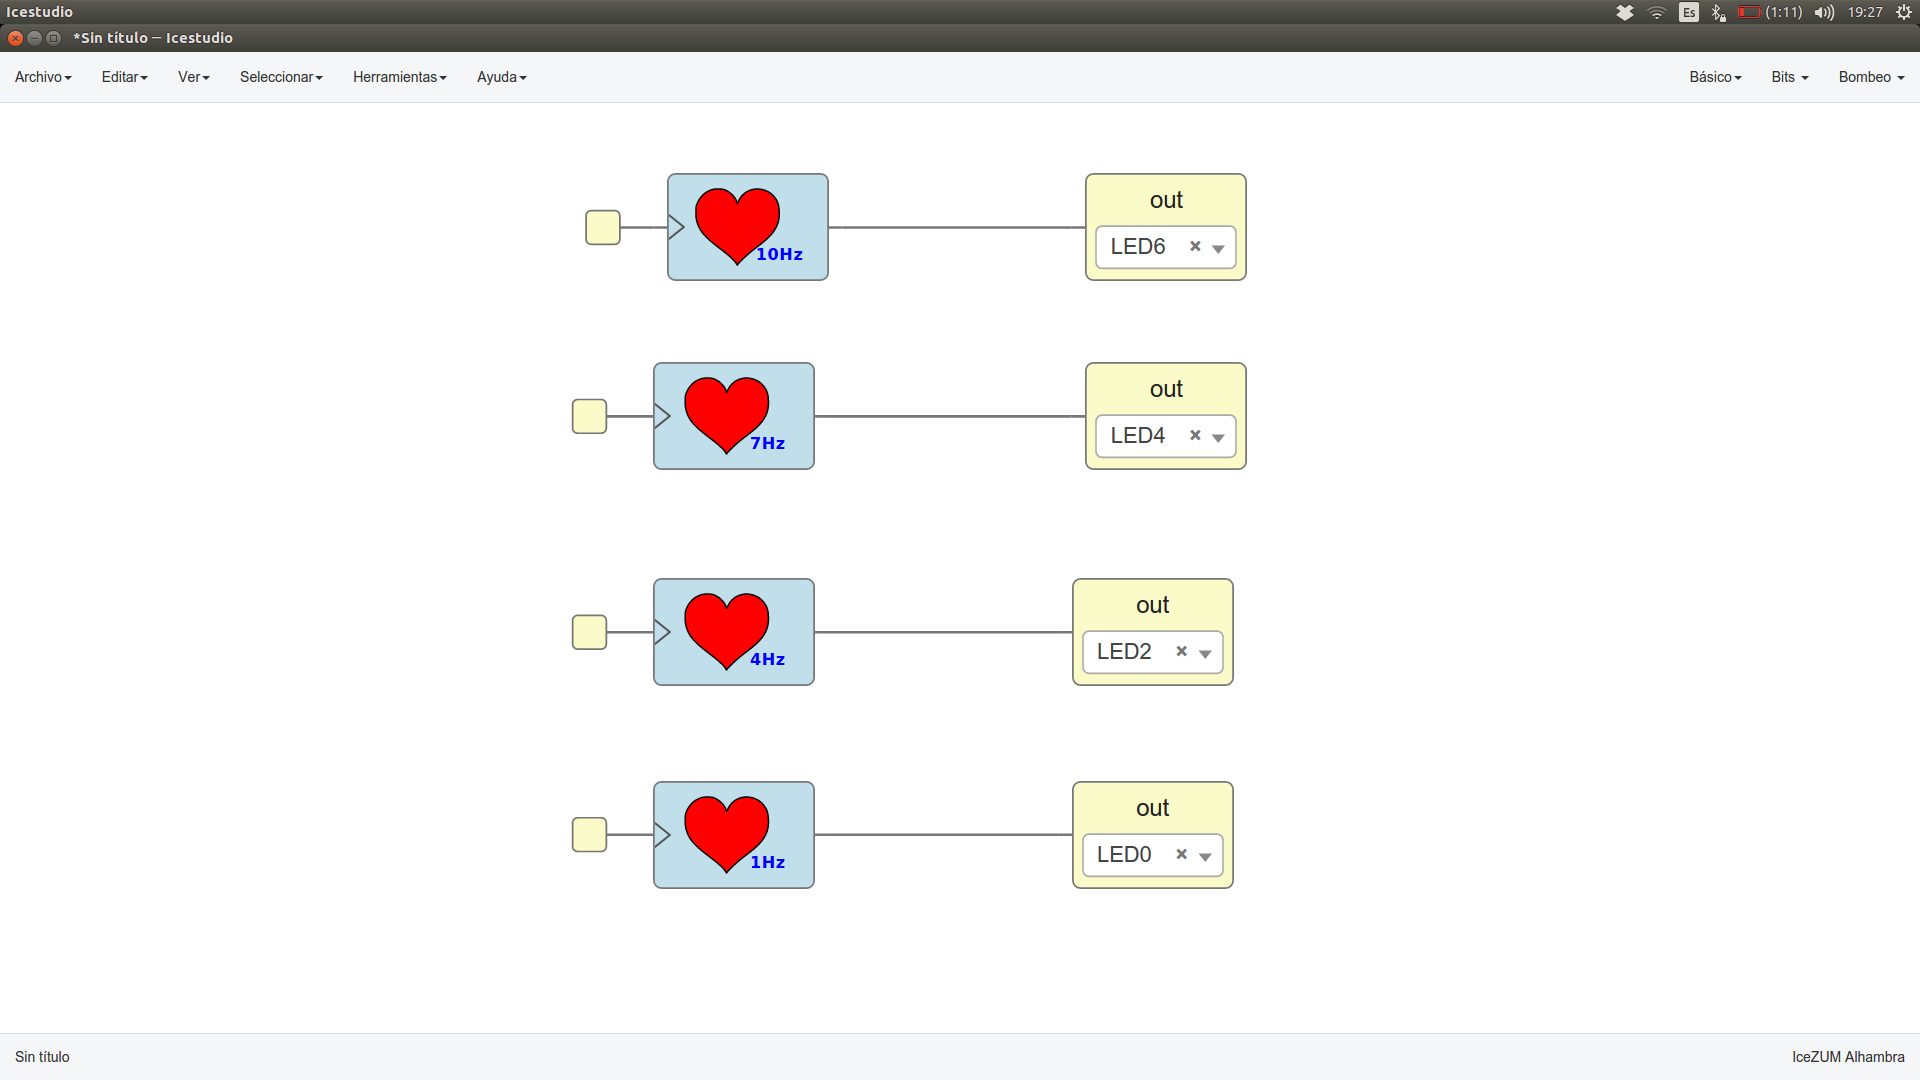 Icestudio Es (1:11) 19:27
*Sin título – Icestudio
Archivo Editar Ver Seleccionar Herramientas Ayuda Básico Bits Bombeo
out
10Hz
LED6 ×
out
7Hz
LED4 ×
out
4Hz
LED2 ×
out
1Hz
LED0 ×
Sin título IceZUM Alhambra